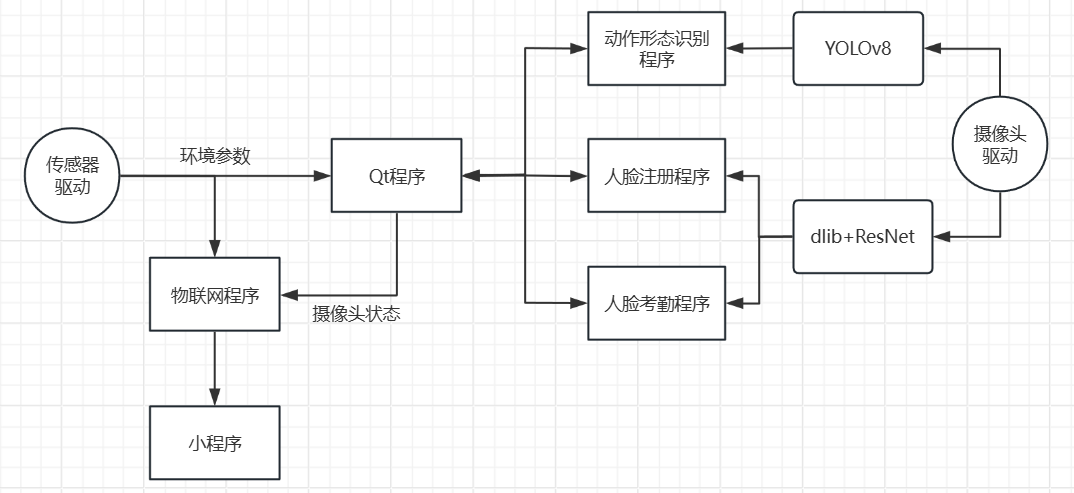 动作形态识别
程序
YOLOv8
摄像头
驱动
传感器
驱动
环境参数
Qt程序
人脸注册程序
dlib+ResNet
物联网程序
摄像头状态
人脸考勤程序
小程序